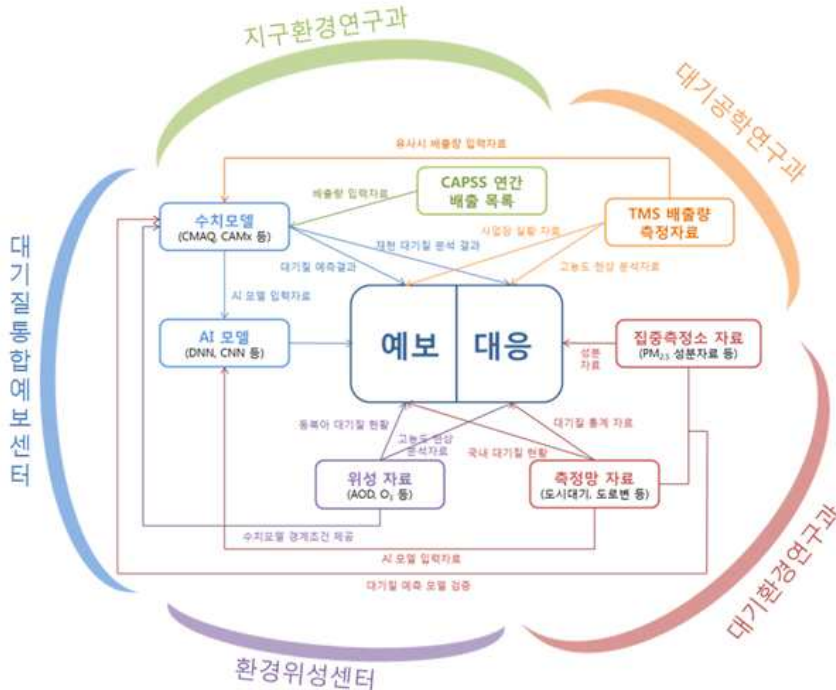 지구환경연구과
대기공학연구과
유사시 배출량 입력자료
배출량 입력자료
CAPSS 연간
배출 목록
수치모델
(CMAQ, CAMx 등)
TMS 배출량
측정자료
사업장 실황 자료
재현 대기질 분석 결과
대기질 예측결과
고농도 현상 분석자료
대기질통합예보센터
AI 모델 입력자료
AI 모델
(DNN, CNN 등)
예보
대응
성분
자료
집중측정소 자료
(PM2.5 성분자료 등)
동북아 대기질 현황
고농도 현상
분석자료
대기질 통계 자료
국내 대기질 현황
위성 자료
(AOD, O3 등)
측정망 자료
(도시대기, 도로변 등)
수치모델 경계조건 제공
AI 모델 입력자료
대기질 예측 모델 검증
대기환경연구과
환경위성센터